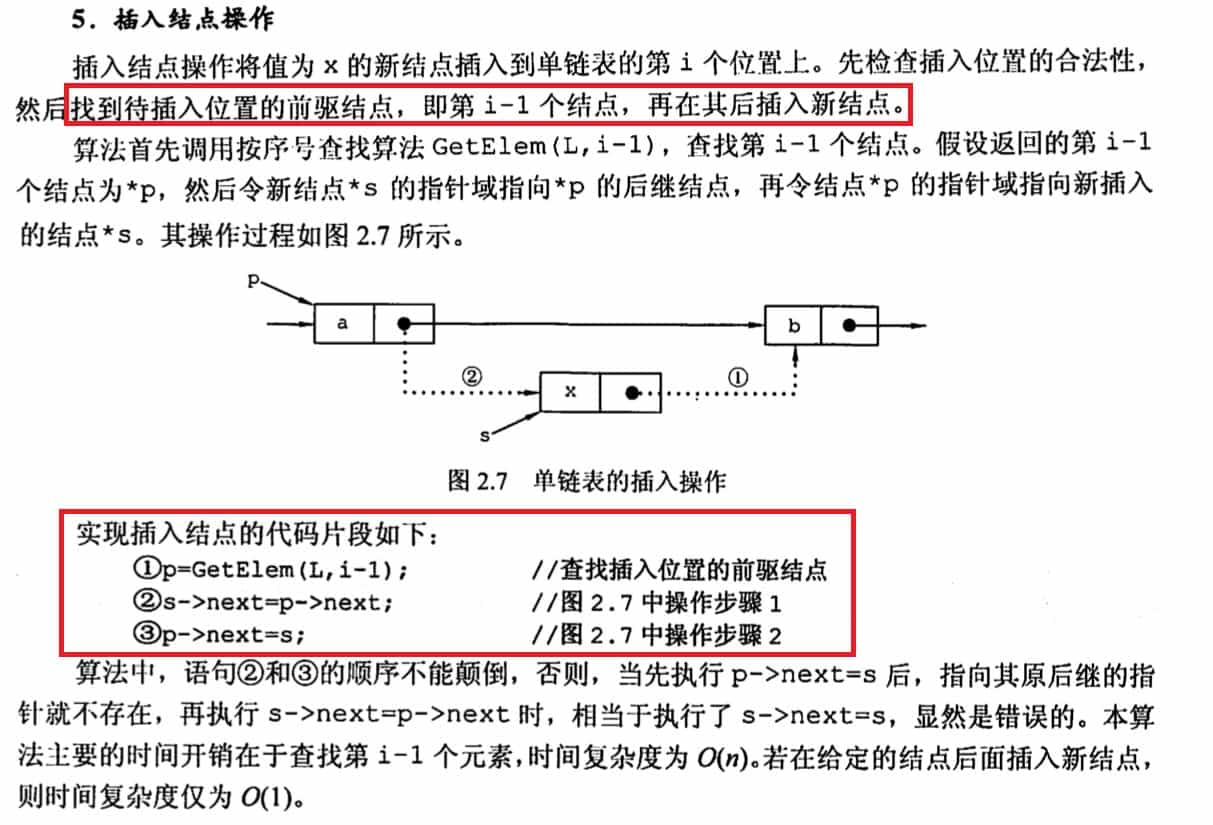 5. 插入结点操作
插入结点操作将值为 x 的新结点插入到单链表的第 i 个位置上。先检查插入位置的合法性，
然后找到待插入位置的前驱结点，即第 i-1 个结点，再在其后插入新结点。
算法首先调用按序号查找算法 GetElem(L,i-1)，查找第 i-1 个结点。假设返回的第 i-1
个结点为*p，然后令新结点*s 的指针域指向*p 的后继结点，再令结点*p 的指针域指向新插入
的结点*s。其操作过程如图 2.7 所示。
p
a
b
②
x
①
s
图 2.7 单链表的插入操作
实现插入结点的代码片段如下：
①p=GetElem(L,i-1); //查找插入位置的前驱结点
②s->next=p->next; //图 2.7 中操作步骤 1
③p->next=s; //图 2.7 中操作步骤 2
算法中，语句②和③的顺序不能颠倒，否则，当先执行 p->next=s 后，指向其原后继的指
针就不存在，再执行 s->next=p->next 时，相当于执行了 s->next=s，显然是错误的。本算
法主要的时间开销在于查找第 i-1 个元素，时间复杂度为 O(n)。若在给定的结点后面插入新结点，
则时间复杂度仅为 O(1)。